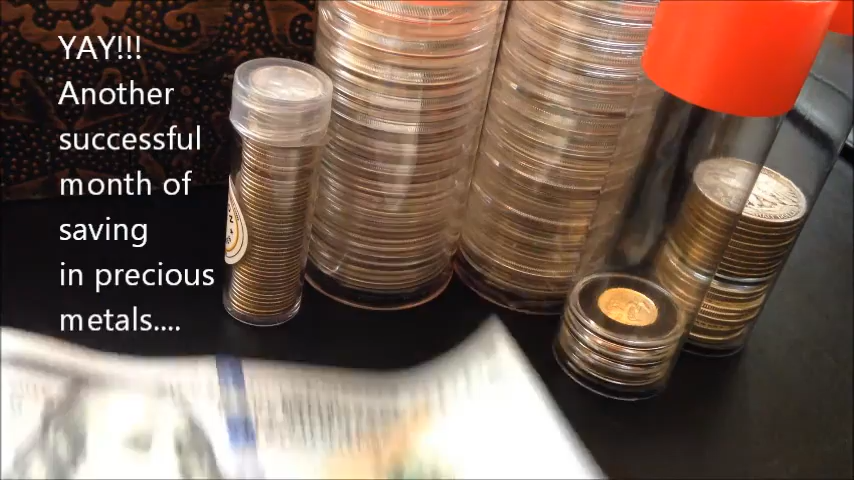 YAY!!!
Another
successful
month of
saving
in precious
metals....